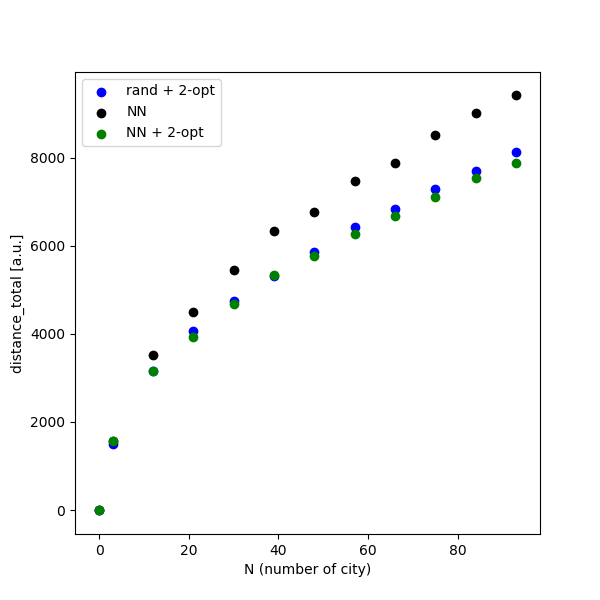 rand + 2-opt
NN
NN + 2-opt
8000
6000
4000
2000
0
distance_total [a.u.]
0 20 40 60 80
N (number of city)